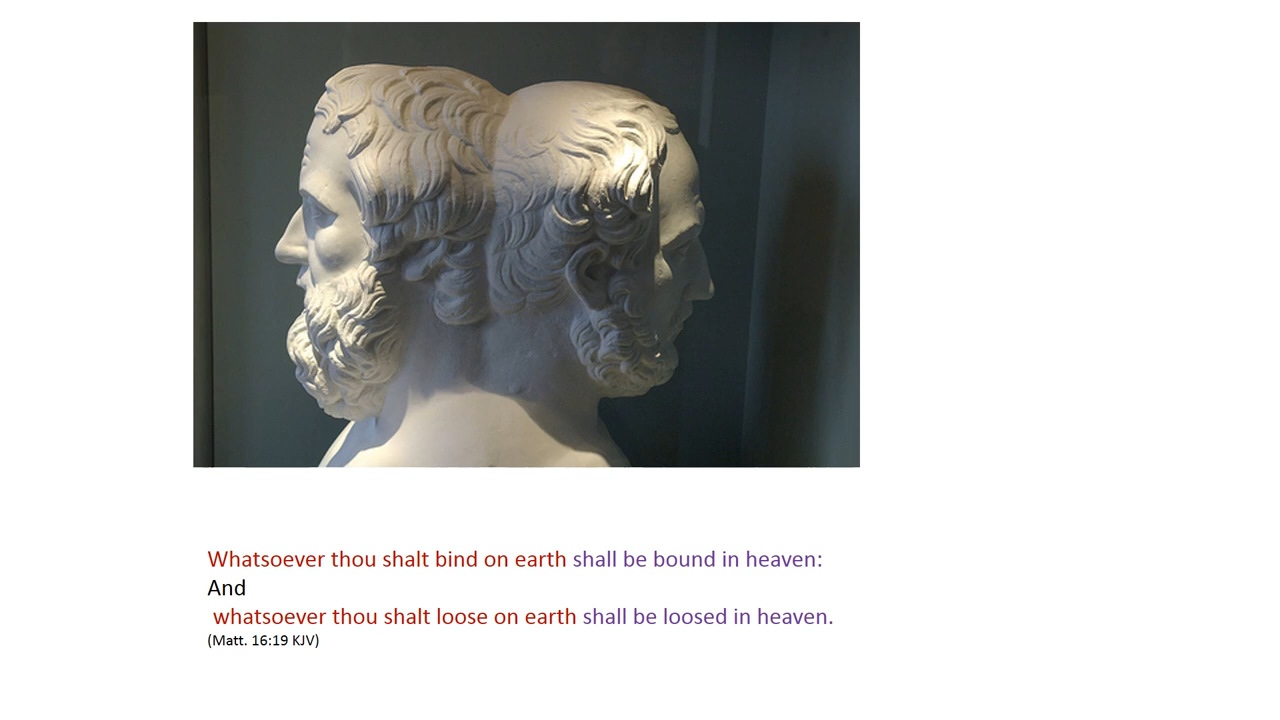 Whatsoever thou shalt bind on earth shall be bound in heaven:
And
whatsoever thou shalt loose on earth shall be loosed in heaven.
(Matt. 16:19 KJV)